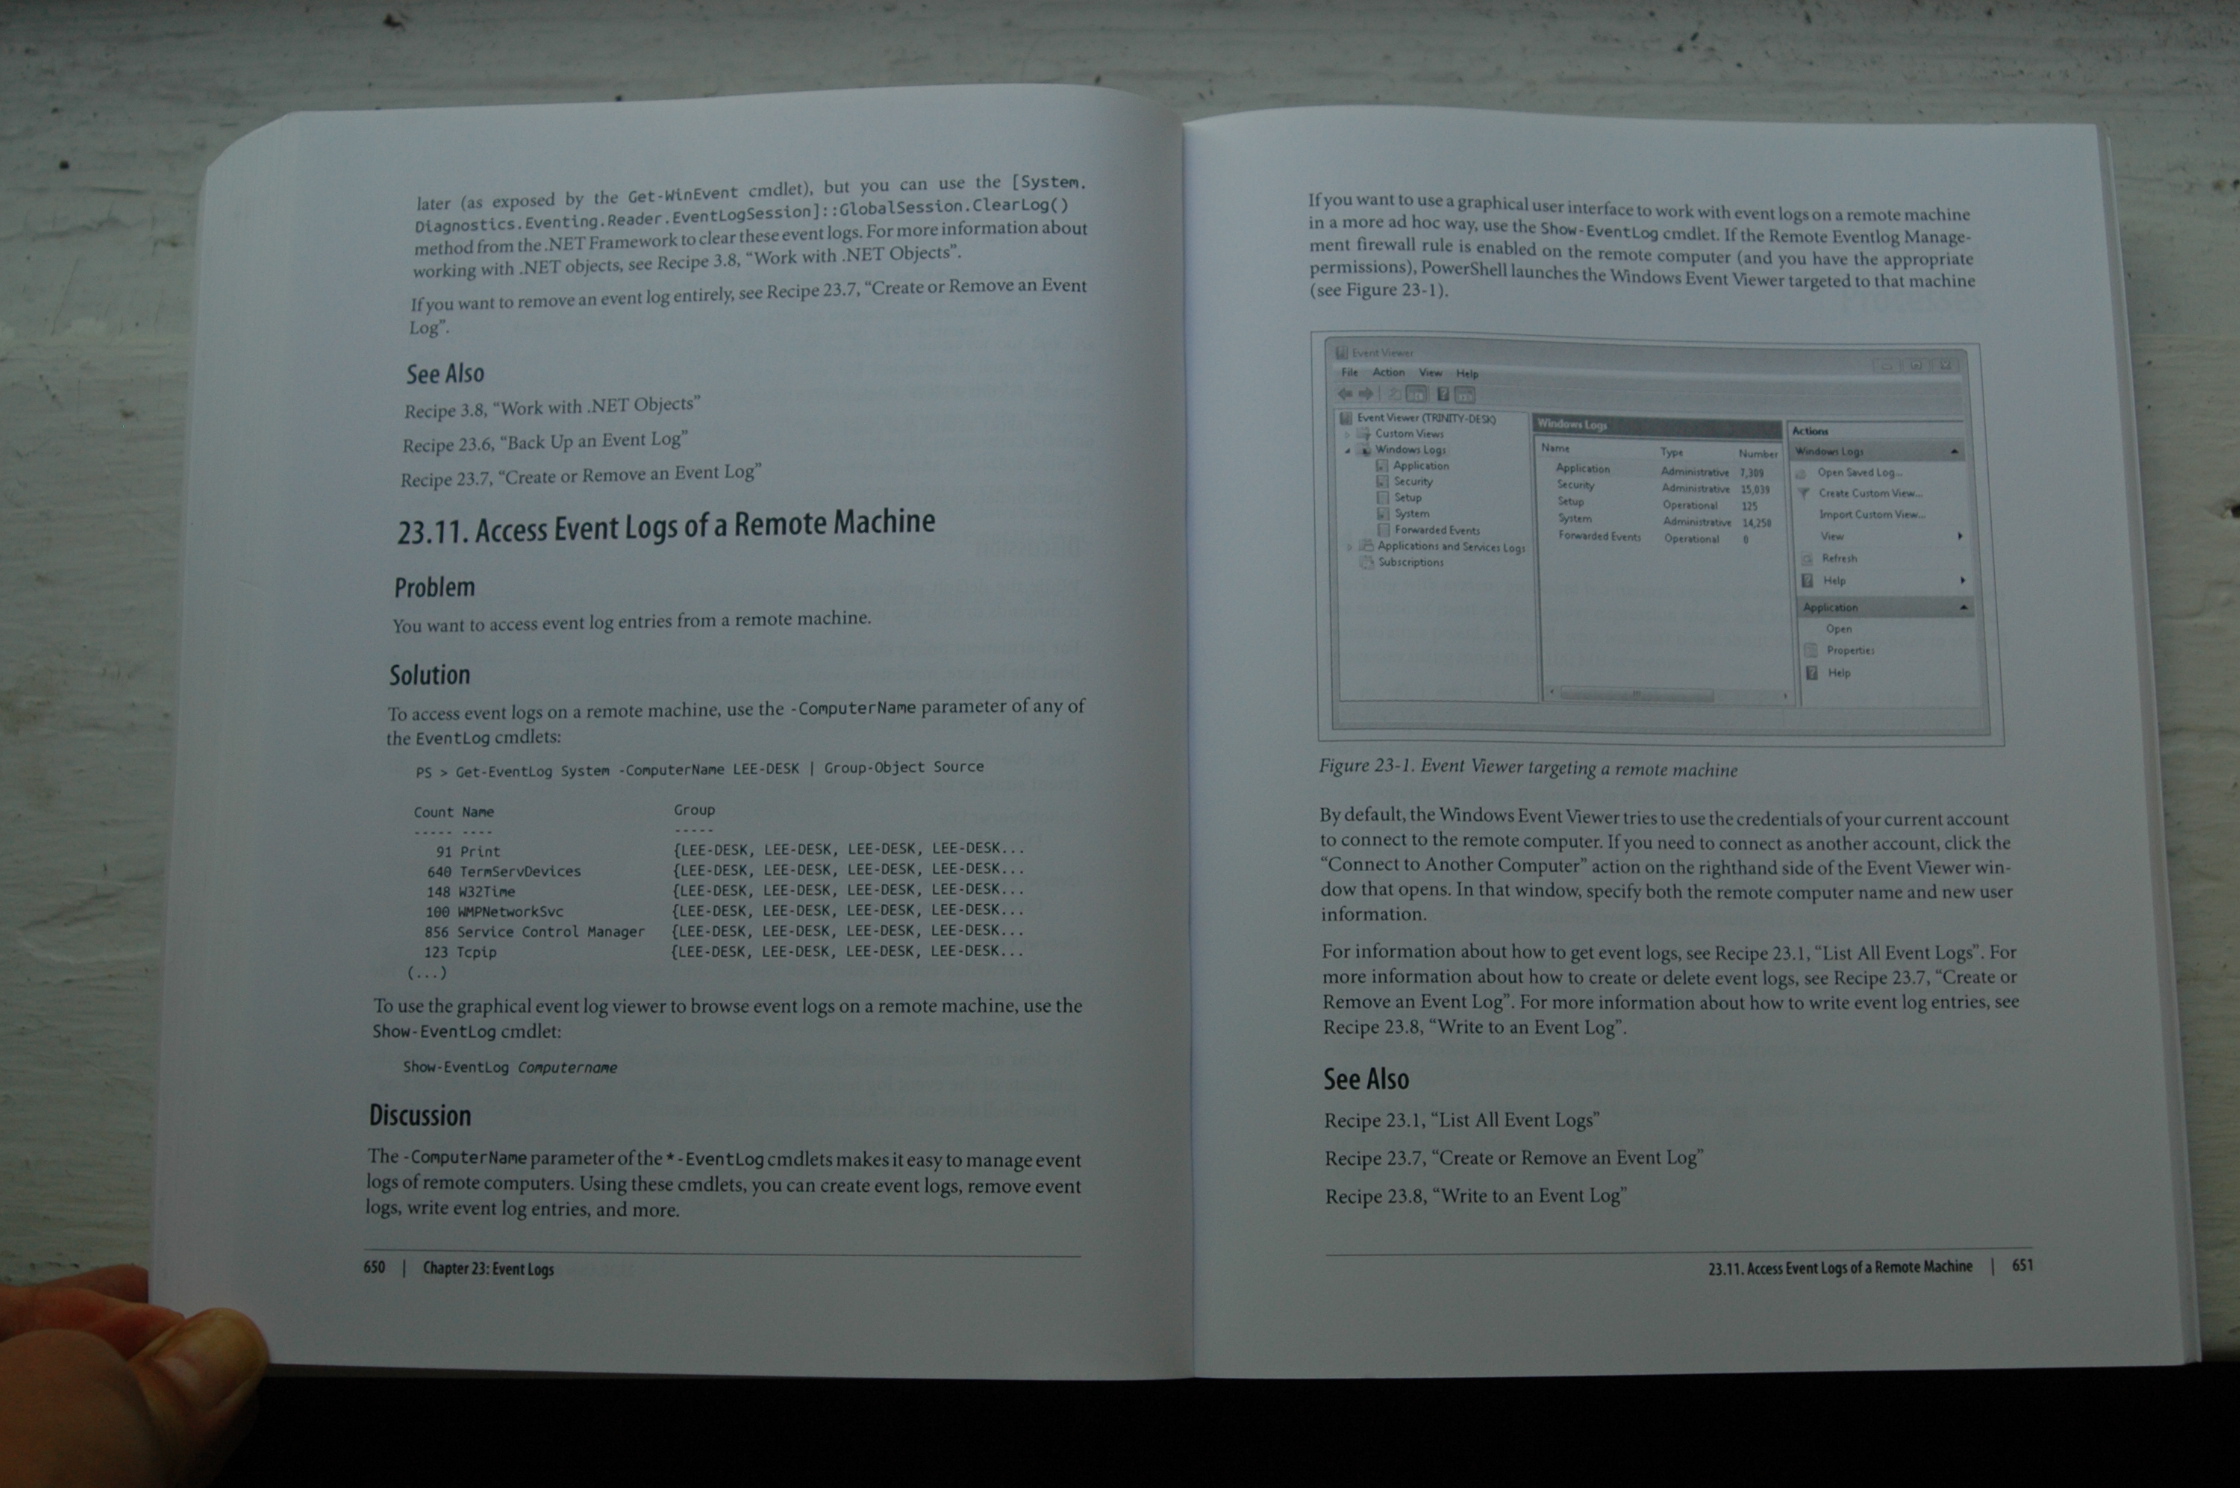 later (as exposed by the Get-WinEvent cmdlet), but you can use the [System.
Diagnostics.Eventing.Reader.EventLogSession]::GlobalSession.ClearLog()
method from the .NET Framework to clear these event logs. For more information about
working with .NET objects, see Recipe 3.8, “Work with .NET Objects”.
If you want to remove an event log entirely, see Recipe 23.7, “Create or Remove an Event
Log”.
See Also
Recipe 3.8, “Work with .NET Objects”
Recipe 23.6, “Back Up an Event Log”
Recipe 23.7, “Create or Remove an Event Log”
23.11. Access Event Logs of a Remote Machine
Problem
You want to access event log entries from a remote machine.
Solution
To access event logs on a remote machine, use the -ComputerName parameter of any of
the EventLog cmdlets:
PS > Get-EventLog System -ComputerName LEE-DESK | Group-Object Source
Count Name Group
----- ---- -----
91 Print {LEE-DESK, LEE-DESK, LEE-DESK, LEE-DESK...
640 TermServDevices {LEE-DESK, LEE-DESK, LEE-DESK, LEE-DESK...
148 W32Time {LEE-DESK, LEE-DESK, LEE-DESK, LEE-DESK...
100 WMPNetworkSvc {LEE-DESK, LEE-DESK, LEE-DESK, LEE-DESK...
856 Service Control Manager {LEE-DESK, LEE-DESK, LEE-DESK, LEE-DESK...
123 Tcpip {LEE-DESK, LEE-DESK, LEE-DESK, LEE-DESK...
(...)
To use the graphical event log viewer to browse event logs on a remote machine, use the
Show-EventLog cmdlet:
Show-EventLog Computername
Discussion
The -ComputerName parameter of the *-EventLog cmdlets makes it easy to manage event
logs of remote computers. Using these cmdlets, you can create event logs, remove event
logs, write event log entries, and more.
650 | Chapter 23: Event Logs
If you want to use a graphical user interface to work with event logs on a remote machine
in a more ad hoc way, use the Show-EventLog cmdlet. If the Remote Eventlog Manage-
ment firewall rule is enabled on the remote computer (and you have the appropriate
permissions), PowerShell launches the Windows Event Viewer targeted to that machine
(see Figure 23-1).
Event Viewer
File Action View Help
Event Viewer (TRINITY-DESK)
Custom Views
Windows Logs
Application
Security
Setup
System
Forwarded Events
Applications and Services Logs
Subscriptions
Windows Logs
Name Type Number
Application Administrative 7,309
Security Administrative 15,039
Setup Operational 125
System Administrative 14,250
Forwarded Events Operational 0
Actions
Windows Logs
Open Saved Log...
Create Custom View...
Import Custom View...
View
Refresh
Help
Application
Open
Properties
Help
Figure 23-1. Event Viewer targeting a remote machine
By default, the Windows Event Viewer tries to use the credentials of your current account
to connect to the remote computer. If you need to connect as another account, click the
“Connect to Another Computer” action on the righthand side of the Event Viewer win-
dow that opens. In that window, specify both the remote computer name and new user
information.
For information about how to get event logs, see Recipe 23.1, “List All Event Logs”. For
more information about how to create or delete event logs, see Recipe 23.7, “Create or
Remove an Event Log”. For more information about how to write event log entries, see
Recipe 23.8, “Write to an Event Log”.
See Also
Recipe 23.1, “List All Event Logs”
Recipe 23.7, “Create or Remove an Event Log”
Recipe 23.8, “Write to an Event Log”
23.11. Access Event Logs of a Remote Machine | 651